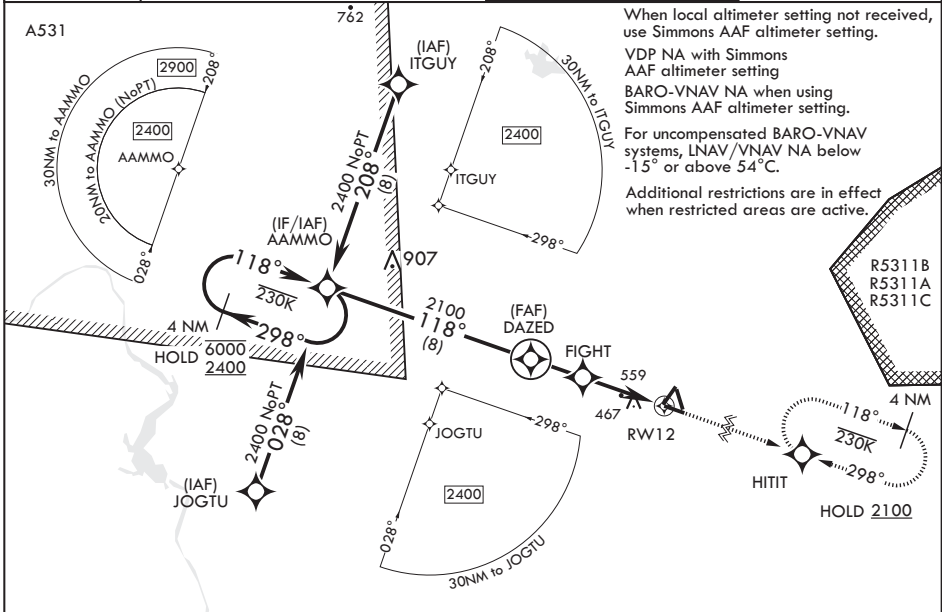 A531
762
When local altimeter setting not received,
use Simmons AAF altimeter setting.
VDP NA with Simmons
AAF altimeter setting
BARO-VNAV NA when using
Simmons AAF altimeter setting.
For uncompensated BARO-VNAV
systems, LNAV/VNAV NA below
-15° or above 54°C.
Additional restrictions are in effect
when restricted areas are active.
30NM to AAMMO
20NM to AAMMO (NoPT)
2900
208°
2400
AAMMO
028°
(IAF)
ITGUY
2400 NoPT
208°
(8)
208°
30NM to ITGUY
2400
ITGUY
298°
(IF/IAF)
AAMMO
118°
230K
298°
4 NM
HOLD 6000
2400
907
2100
118°
(8)
(FAF)
DAZED
FIGHT
559
467
RW12
R5311B
R5311A
R5311C
4 NM
118°
230K
298°
HITIT
HOLD 2100
2400 NoPT
028°
(8)
(IAF)
JOGTU
JOGTU
298°
2400
028°
30NM to JOGTU